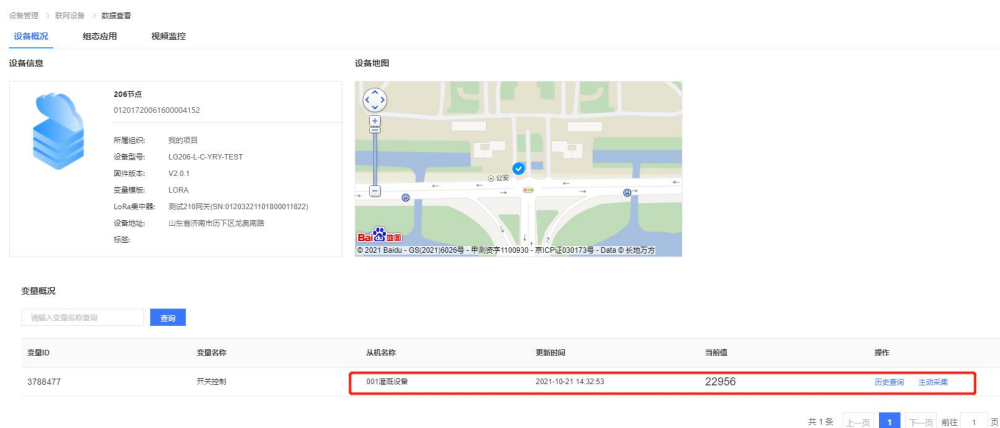 设备管理 > 联网设备 > 数据查看
设备概况 组态应用 视频监控
设备信息
206节点
01201720061600004152
所属组织: 我的项目
设备型号: LG206-L-C-YRY-TEST
固件版本: V2.0.1
变量模板: LORA
LoRa集中器: 测试210网关(SN:01203221101800011822)
设备地址: 山东省济南市历下区龙奥南路
标签:
设备地图
公安
Bai 地图
© 2021 Baidu - GS(2021)6026号 - 甲测资字1100930 - 京ICP证030173号 - Data © 长地万方
变量概况
请输入变量名称查询 查询
变量ID 变量名称 从机名称 更新时间 当前值 操作
3788477 开关控制 001灌溉设备 2021-10-21 14:32:53 22956 历史查询 主动采集
共 1 条 上一页 1 下一页 前往 1 页